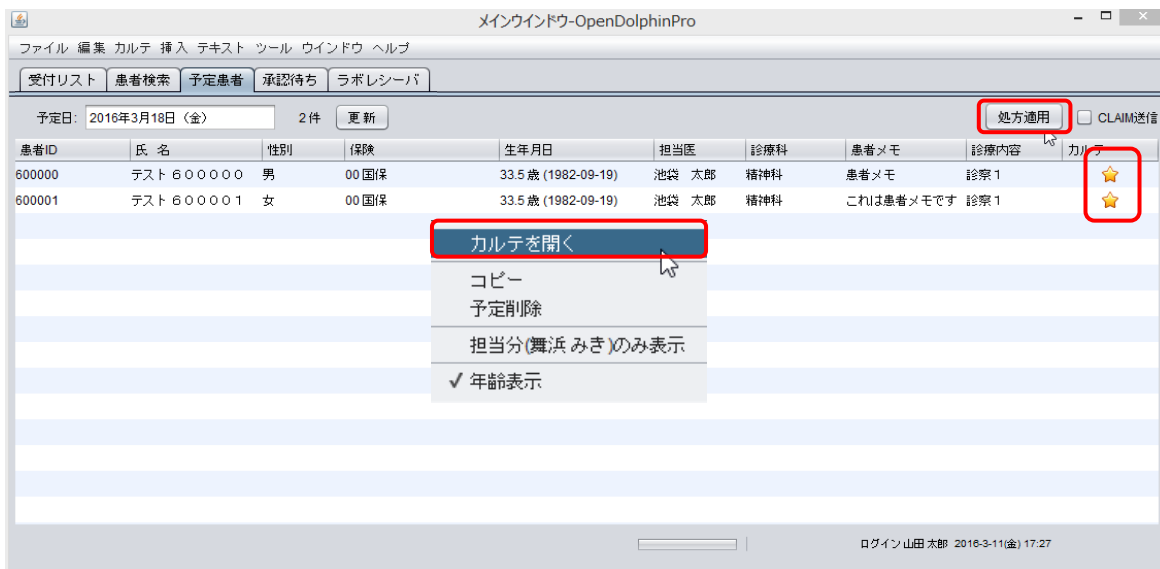 メインウインドウ-OpenDolphinPro
ファイル 編集 カルテ 挿入 テキスト ツール ウインドウ ヘルプ
受付リスト 患者検索 予定患者 承認待ち ラボレシーバ
予定日: 2016年3月18日（金） 2件 更新 処方適用 CLAIM送信
患者ID 氏 名 性別 保険 生年月日 担当医 診療科 患者メモ 診療内容 カルテ
600000 テスト６０００００ 男 00 国保 33.5 歳 (1982-09-19) 池袋 太郎 精神科 患者メモ 診察１
600001 テスト６００００１ 女 00 国保 33.5 歳 (1982-09-19) 池袋 太郎 精神科 これは患者メモです 診察１
カルテを開く
コピー
予定削除
担当分(舞浜 みき)のみ表示
✓ 年齢表示
ログイン 山田 太郎 2016-3-11(金) 17:27